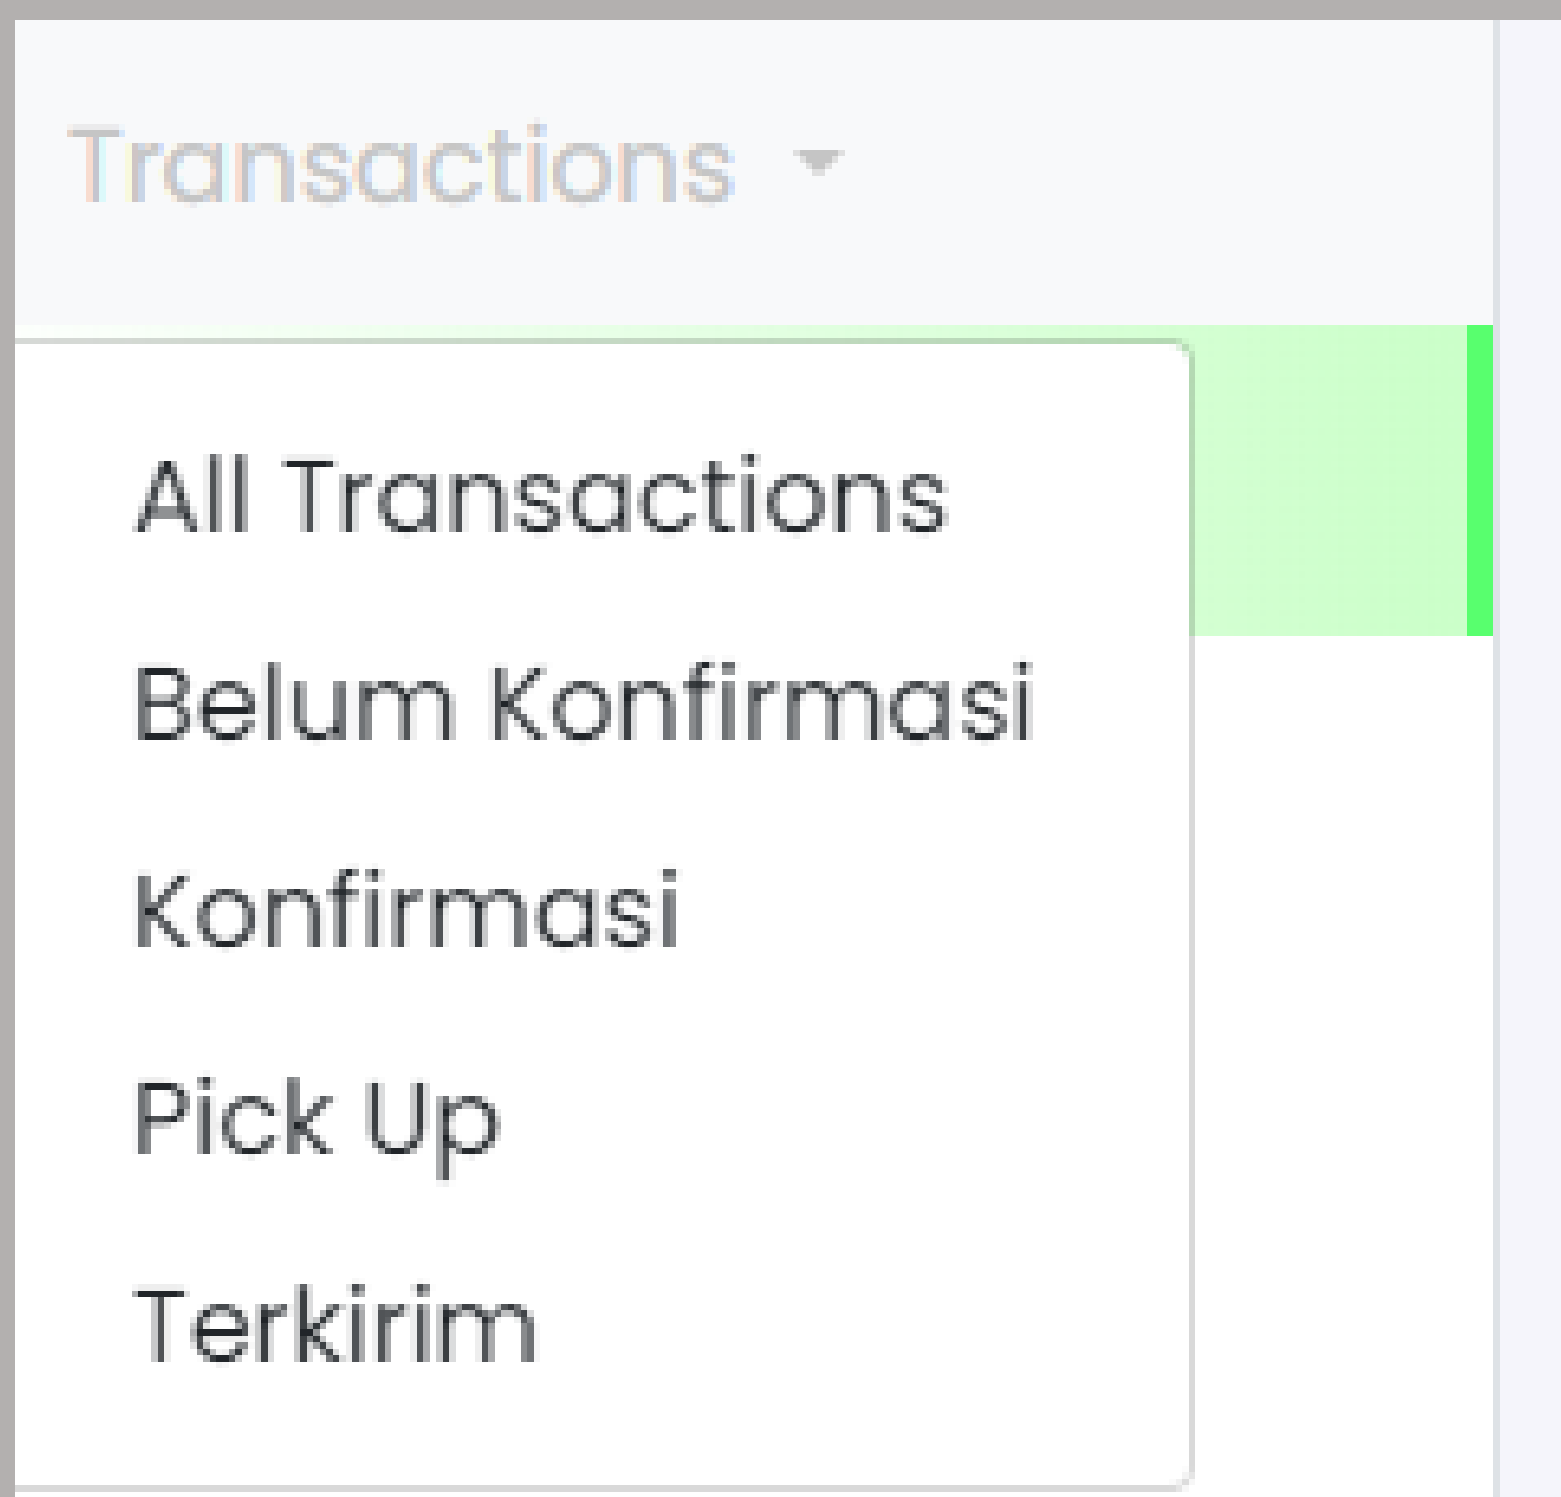 Transactions
All Transactions
Belum Konfirmasi
Konfirmasi
Pick Up
Terkirim